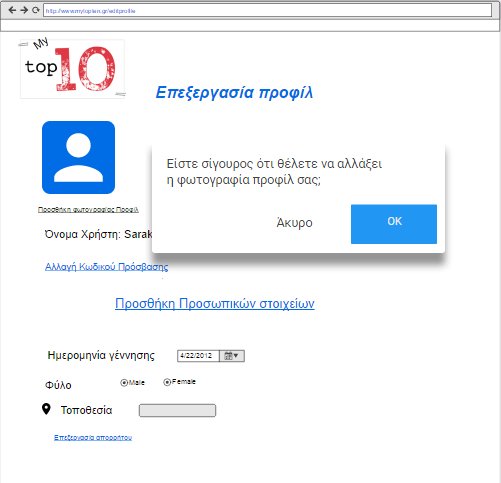 http://www.mytopten.gr/editprofile
My
top 10
Επεξεργασία προφίλ
Είστε σίγουρος ότι θέλετε να αλλάξει
η φωτογραφία προφίλ σας;
Άκυρο
OK
Προσθήκη φωτογραφίας Προφίλ
Όνομα Χρήστη: Sarak
Αλλαγή Κωδικού Πρόσβασης
Προσθήκη Προσωπικών στοιχείων
Ημερομηνία γέννησης 4/22/2012
Φύλο Male Female
Τοποθεσία
Επεξεργασία απορρήτου